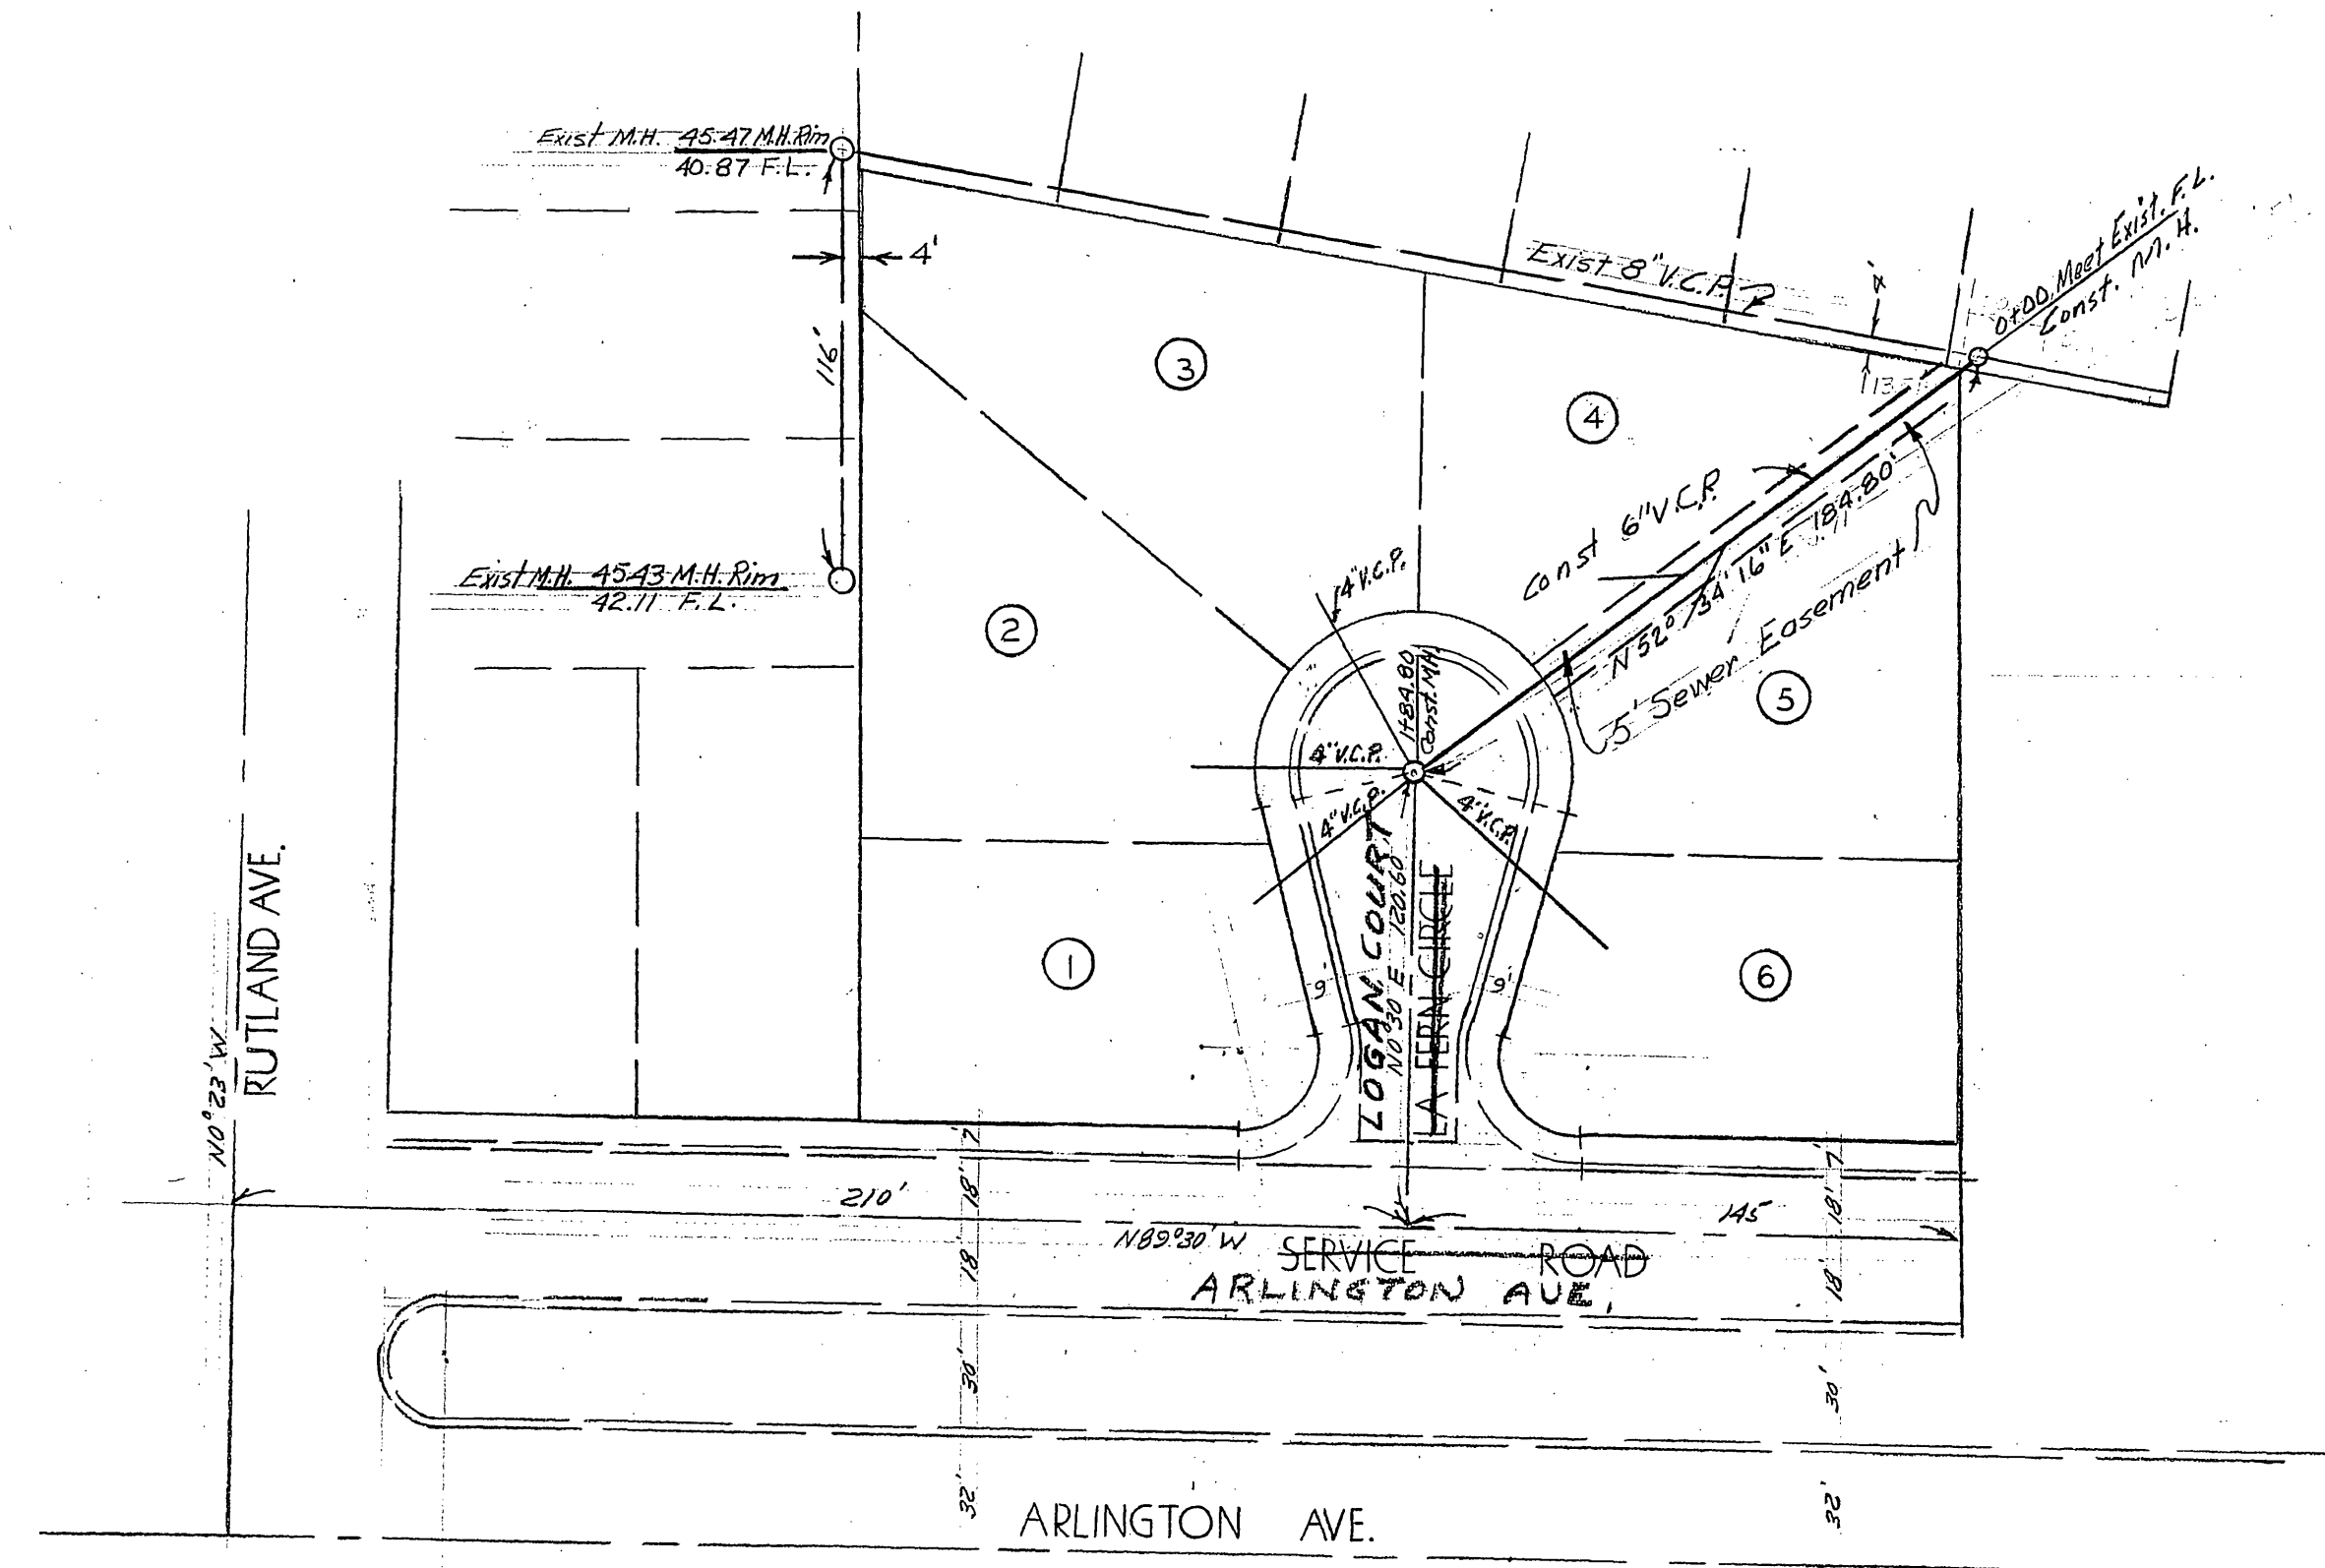 Exist M.H. 45.47 M.H. Rim
40.87 F.L.
4'
116'
Exist M.H. 45.43 M.H. Rim
42.11 F.L.
Exist 8" V.C.P.
4'
0+00 Meet Exist. F.L.
Const. M.H.
3
4
Const 6" V.C.P.
N 52° 34' 16" E 184.80'
5' Sewer Easement
2
5
4" V.C.P.
1+84.80
Const. M.H.
4" V.C.P.
4" V.C.P.
4" V.C.P.
LOGAN COURT
N0°30' E 120.60
LA FERN CIRCLE
1
9'
9'
6
RUTLAND AVE.
N0°23' W
7'
18'
18'
30'
32'
7'
18'
18'
30'
32'
210'
145
N89°30' W
SERVICE ROAD
ARLINGTON AVE.
ARLINGTON AVE.